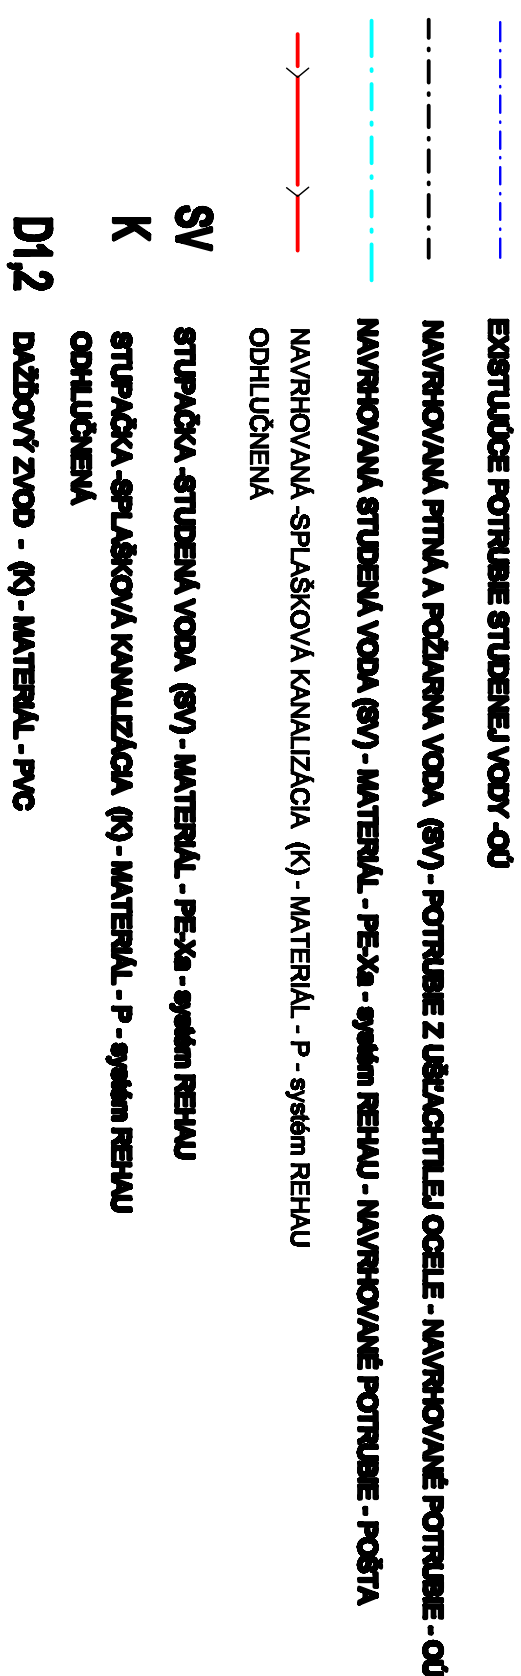 EXISTUJÚCE POTRUBIE STUDENEJ VODY -OÚ
NAVRHOVANÁ PITNÁ A POŽIARNA VODA (SV) - POTRUBIE Z UŠĽACHTILEJ OCELE - NAVRHOVANÉ POTRUBIE - OÚ
NAVRHOVANÁ STUDENÁ VODA (SV) - MATERIÁL - PE-Xa - systém REHAU - NAVRHOVANÉ POTRUBIE - POŠTA
NAVRHOVANÁ -SPLAŠKOVÁ KANALIZÁCIA (K) - MATERIÁL - P - systém REHAU
ODHLUČNENÁ
SV STUPAČKA -STUDENÁ VODA (SV) - MATERIÁL - PE-Xa - systém REHAU
K STUPAČKA -SPLAŠKOVÁ KANALIZÁCIA (K) - MATERIÁL - P - systém REHAU
ODHLUČNENÁ
D1,2 DAŽĎOVÝ ZVOD - (K) - MATERIÁL - PVC